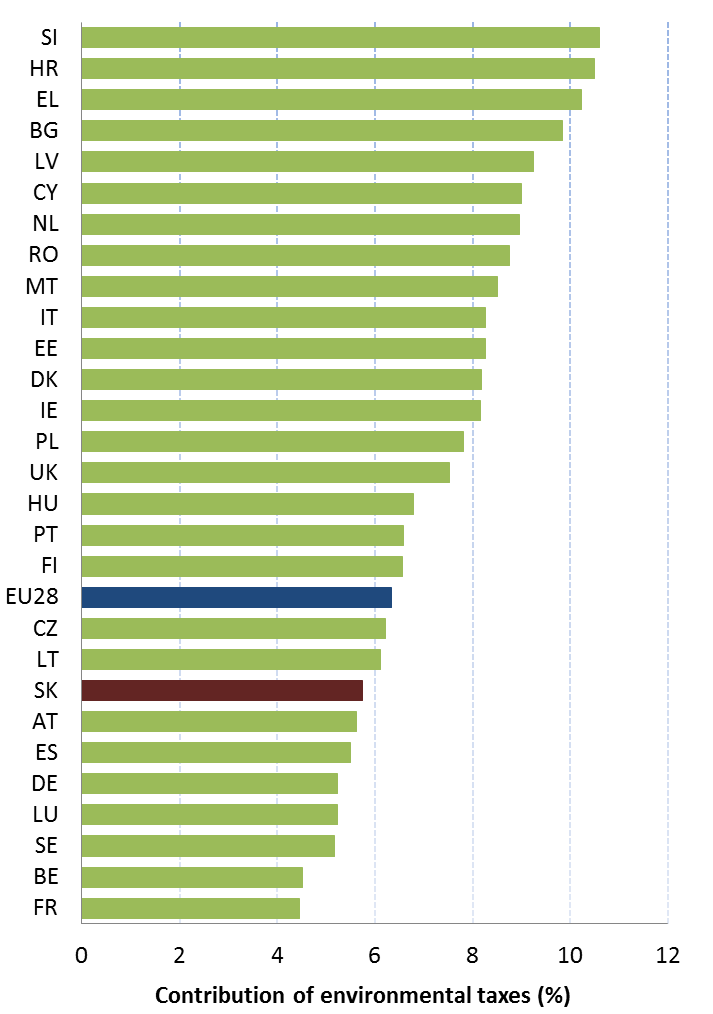 SI
HR
EL
BG
LV
CY
NL
RO
MT
IT
EE
DK
IE
PL
UK
HU
PT
FI
EU28
CZ
LT
SK
AT
ES
DE
LU
SE
BE
FR
0 2 4 6 8 10 12
Contribution of environmental taxes (%)